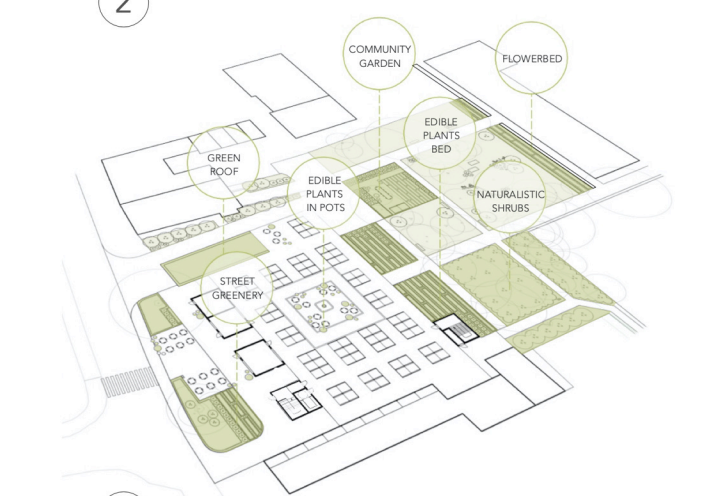 2
COMMUNITY
GARDEN
FLOWERBED
EDIBLE
PLANTS
BED
GREEN
ROOF
EDIBLE
PLANTS
IN POTS
NATURALISTIC
SHRUBS
STREET
GREENERY